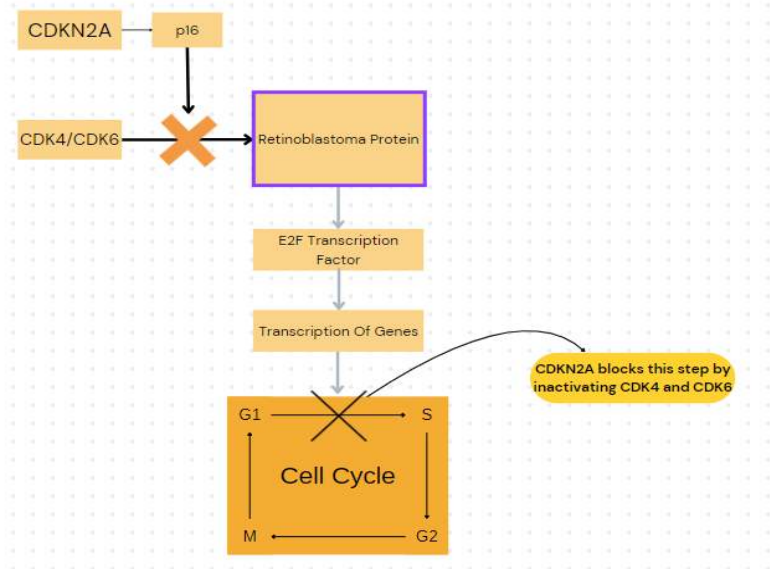 CDKN2A
p16
CDK4/CDK6
Retinoblastoma Protein
E2F Transcription
Factor
Transcription Of Genes
CDKN2A blocks this step by
inactivating CDK4 and CDK6
G1
S
Cell Cycle
M
G2